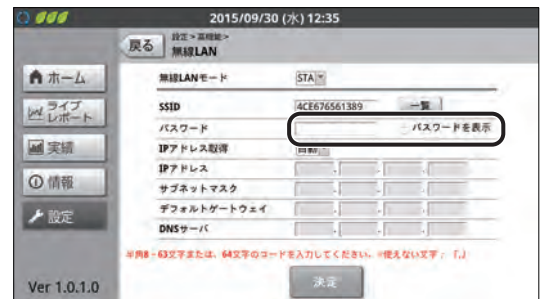 2015/09/30 (水) 12:35
戻る
設定 > 高機能 >
無線LAN
ホーム
ライブ
レポート
実績
情報
設定
Ver 1.0.1.0
無線LANモード STA
SSID 4CE676561389 一覧
パスワード パスワードを表示
IPアドレス取得 自動
IPアドレス
サブネットマスク
デフォルトゲートウェイ
DNSサーバ
半角8~63文字または、64文字のコードを入力してください。※使えない文字:「,」
決定